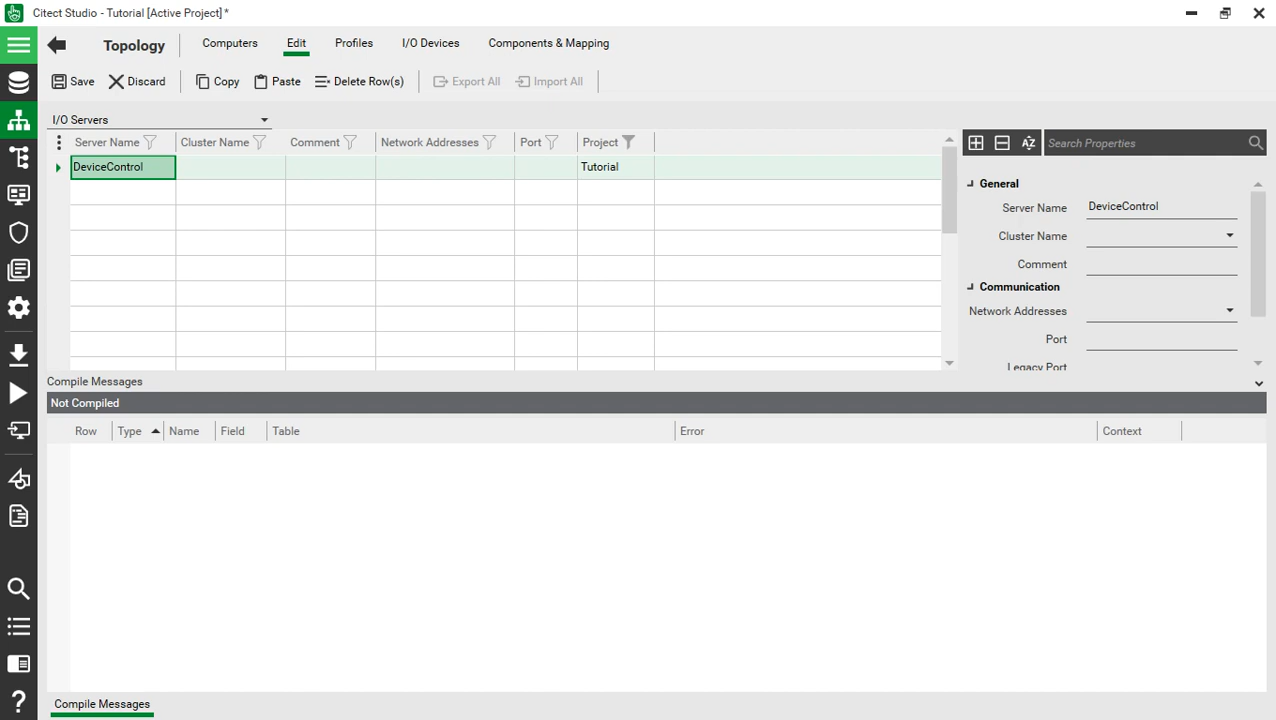 Citect Studio - Tutorial [Active Project] *
Topology
Computers
Edit
Profiles
I/O Devices
Components & Mapping
Save
Discard
Copy
Paste
Delete Row(s)
Export All
Import All
I/O Servers
Server Name
Cluster Name
Comment
Network Addresses
Port
Project
DeviceControl
Tutorial
Search Properties
General
Server Name
DeviceControl
Cluster Name
Comment
Communication
Network Addresses
Port
Legacy Port
Compile Messages
Not Compiled
Row
Type
Name
Field
Table
Error
Context
Compile Messages